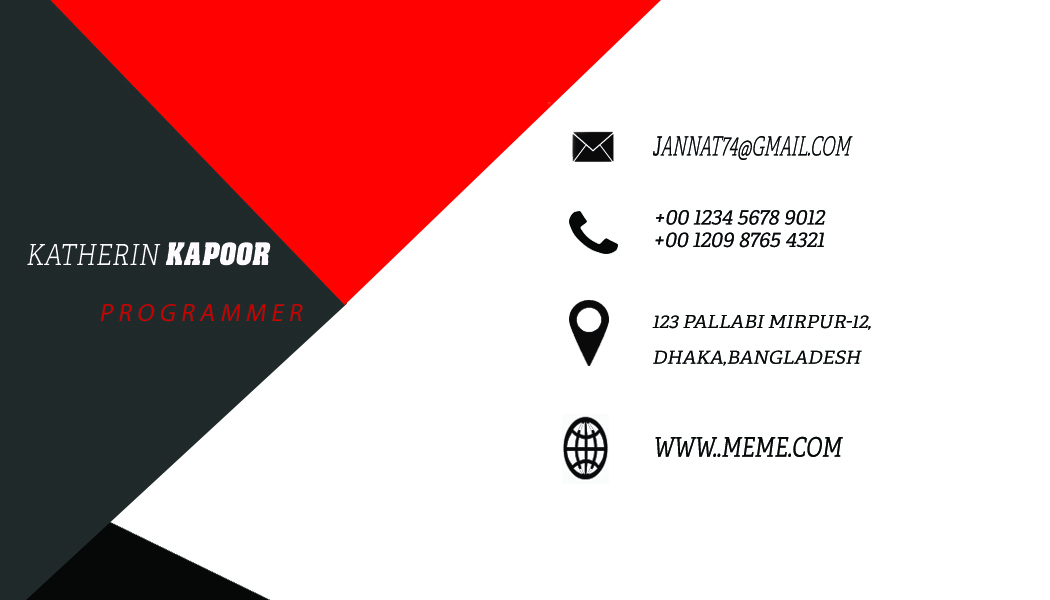 KATHERIN KAPOOR
PROGRAMMER
JANNAT74@GMAIL.COM
+00 1234 5678 9012
+00 1209 8765 4321
123 PALLABI MIRPUR-12,
DHAKA,BANGLADESH
WWW..MEME.COM